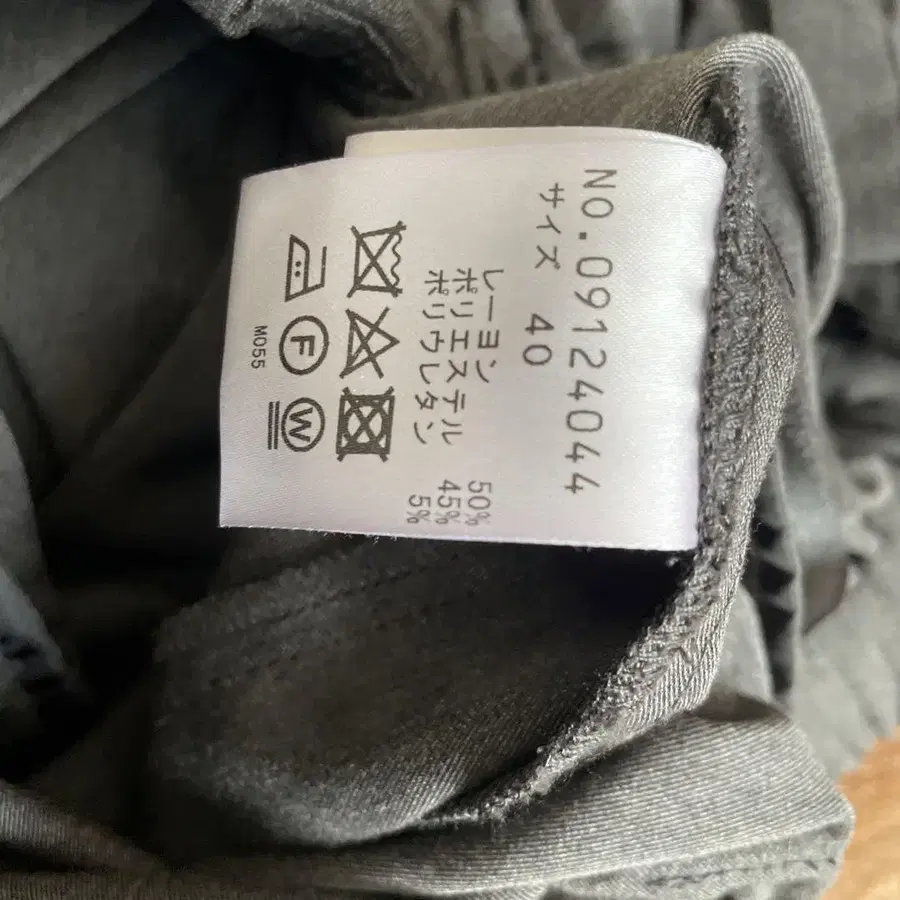 NO.09124044
サイズ 40
レーヨン 50%
ポリエステル 45%
ポリウレタン 5%
F
W
M055